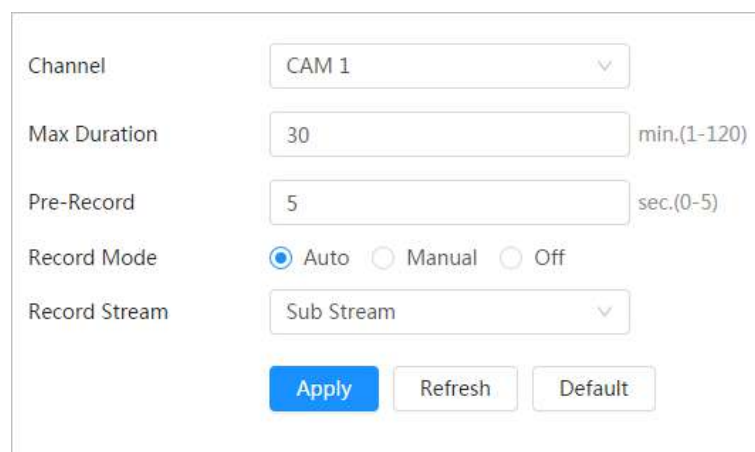 Channel CAM 1
Max Duration 30 min.(1-120)
Pre-Record 5 sec.(0-5)
Record Mode Auto Manual Off
Record Stream Sub Stream
Apply Refresh Default